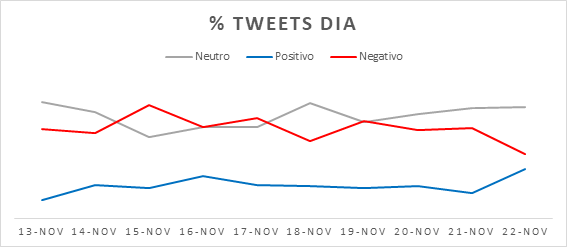 % TWEETS DIA
Neutro Positivo Negativo
13-NOV 14-NOV 15-NOV 16-NOV 17-NOV 18-NOV 19-NOV 20-NOV 21-NOV 22-NOV